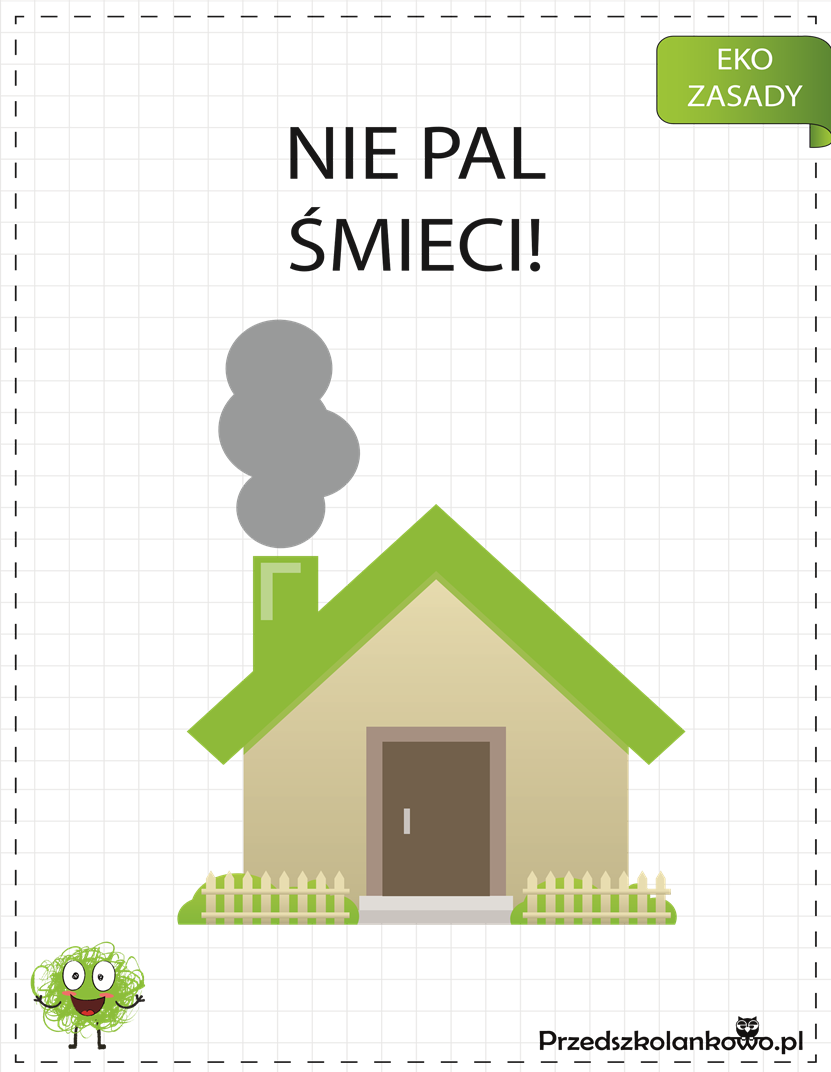 EKO
ZASADY
NIE PAL
ŚMIECI!
Przedszkolankowo.pl